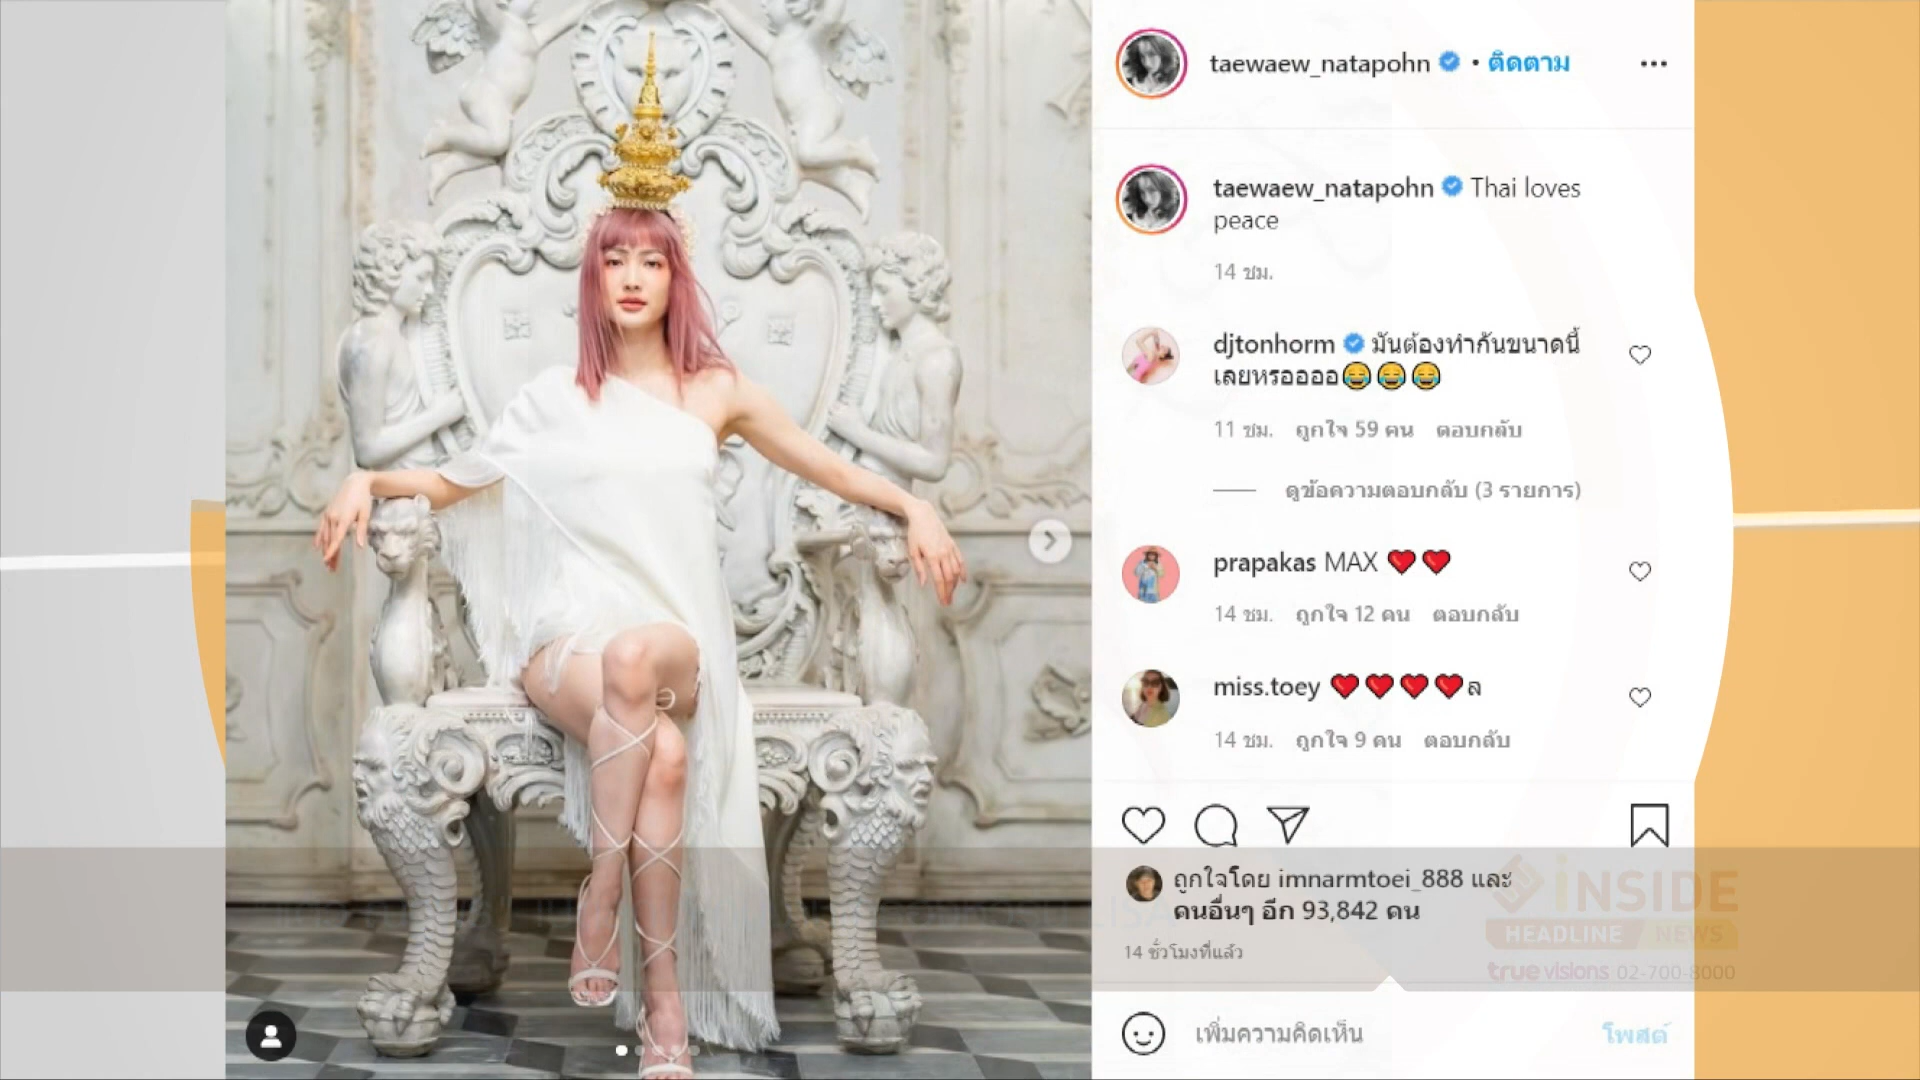 taewaew_natapohn • ติดตาม
taewaew_natapohn Thai loves
peace
14 ชม.
djtonhorm มันต้องทำกันขนาดนี้
เลยหรออออ😂😂😂
11 ชม. ถูกใจ 59 คน ตอบกลับ
ดูข้อความตอบกลับ (3 รายการ)
prapakas MAX ❤️❤️
14 ชม. ถูกใจ 12 คน ตอบกลับ
miss.toey ❤️❤️❤️❤️ล
14 ชม. ถูกใจ 9 คน ตอบกลับ
ถูกใจโดย imnarmtoei_888 และ
คนอื่นๆ อีก 93,842 คน
14 ชั่วโมงที่แล้ว
iNSIDE
HEADLINE NEWS
true visions 02-700-8000
เพิ่มความคิดเห็น โพสต์